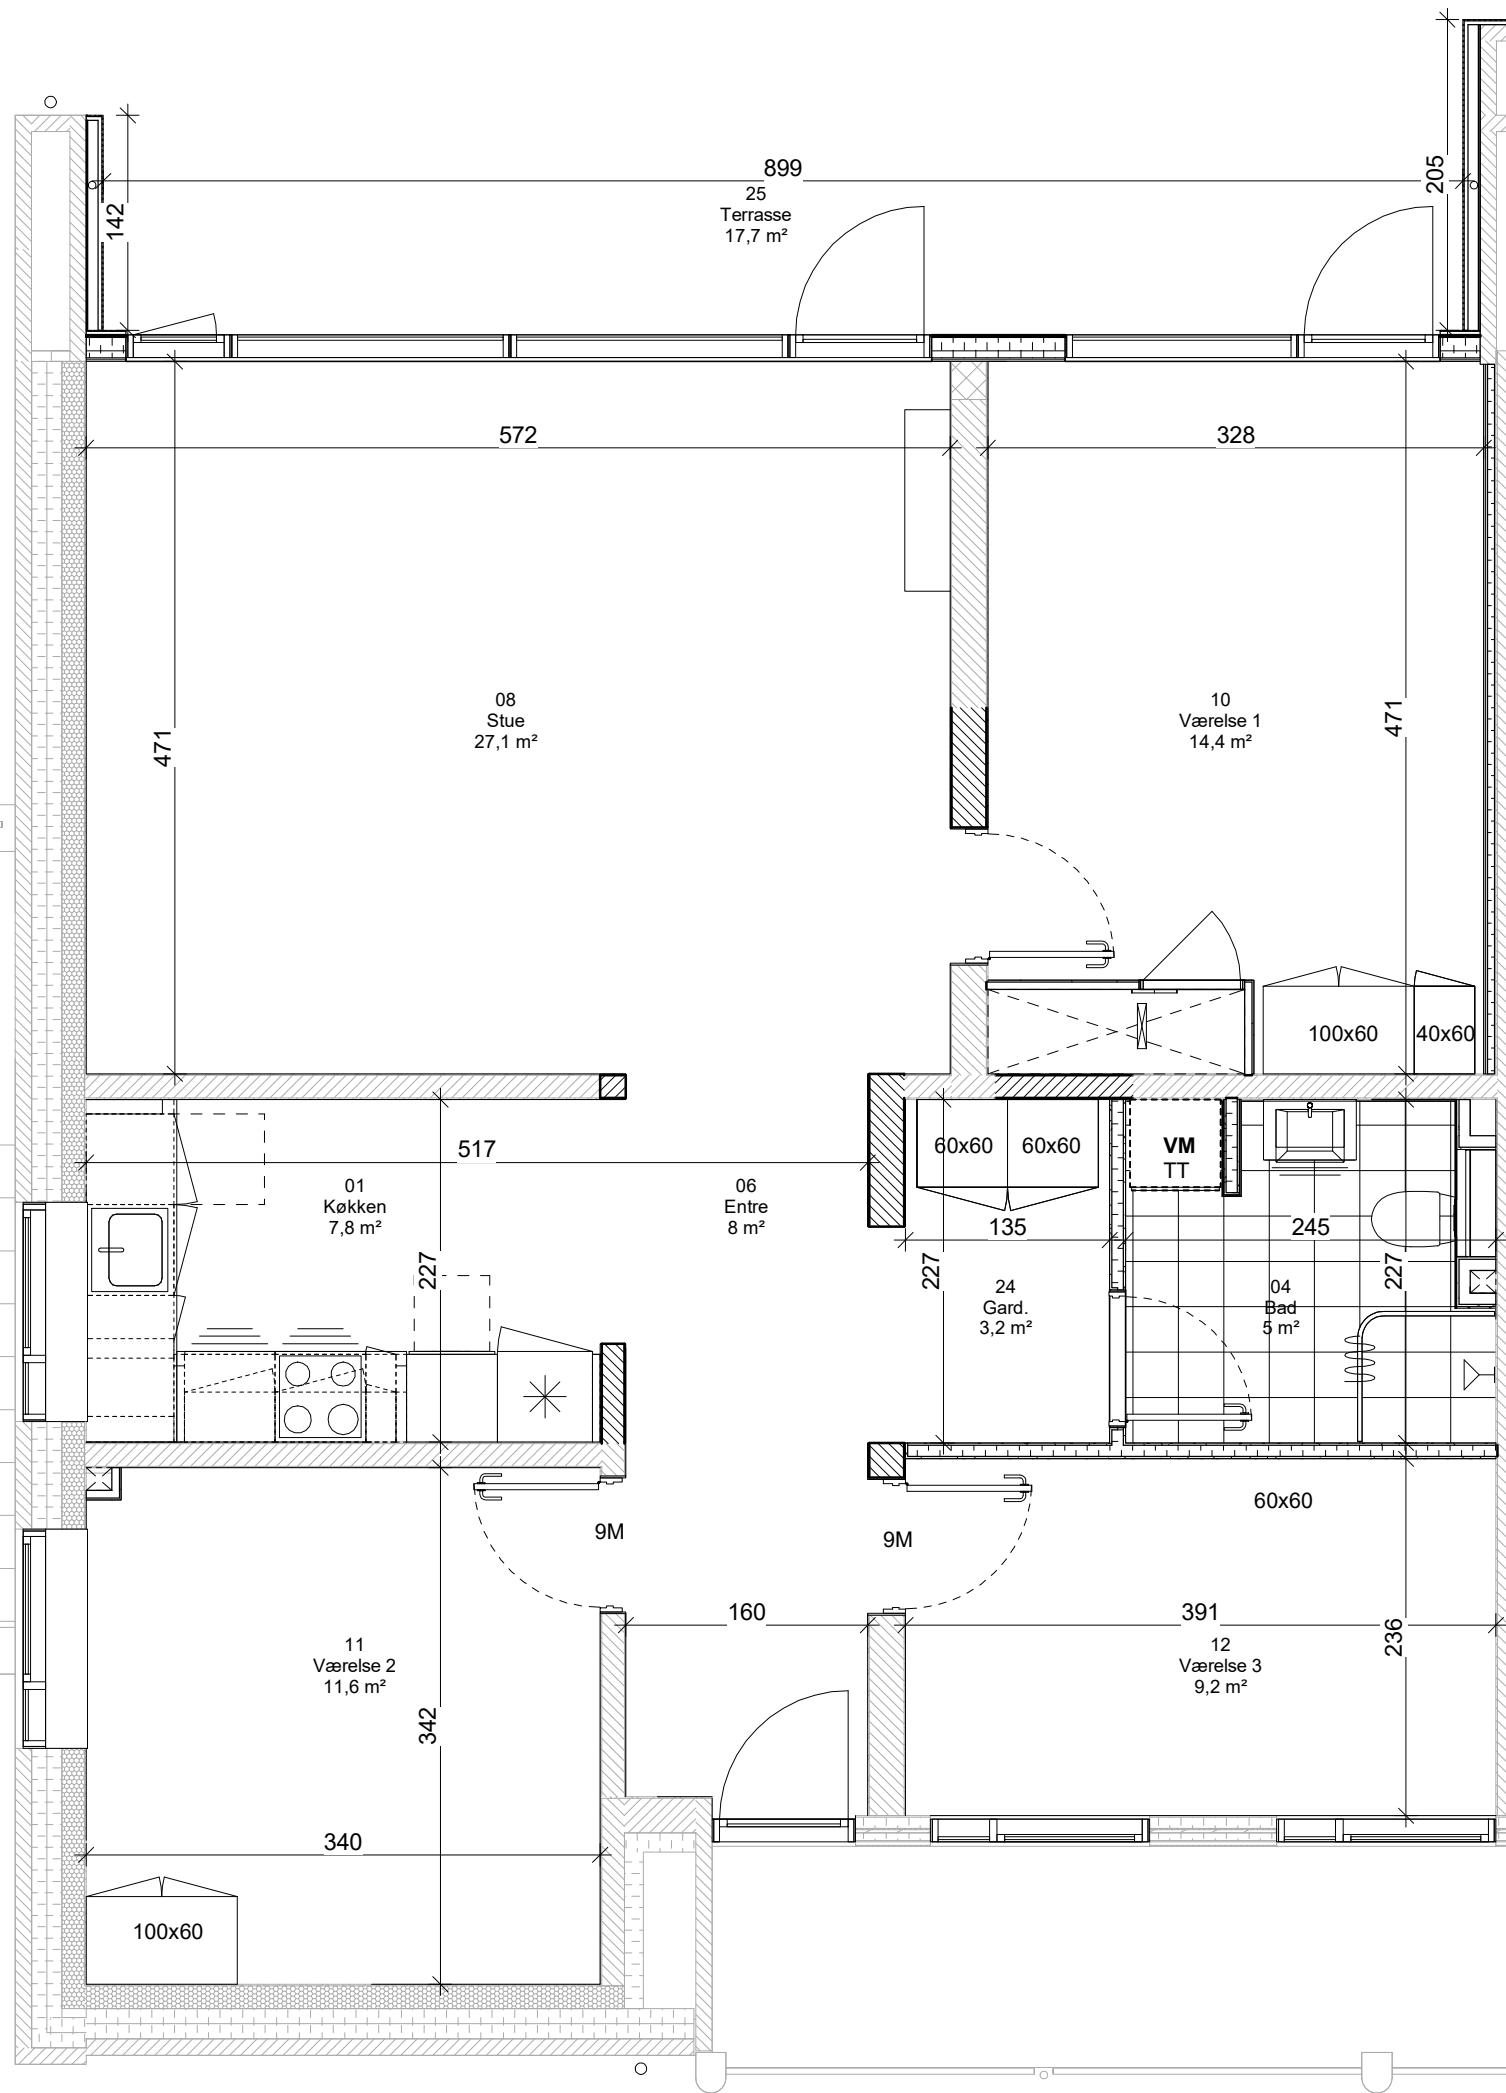 899
205
142
25
Terrasse
17,7 m²
572
328
08
Stue
27,1 m²
10
Værelse 1
14,4 m²
471
471
100x60
40x60
517
60x60
60x60
VM
TT
01
Køkken
7,8 m²
06
Entre
8 m²
135
245
227
227
227
24
Gard.
3,2 m²
04
Bad
5 m²
60x60
9M
9M
160
391
11
Værelse 2
11,6 m²
12
Værelse 3
9,2 m²
236
342
340
100x60